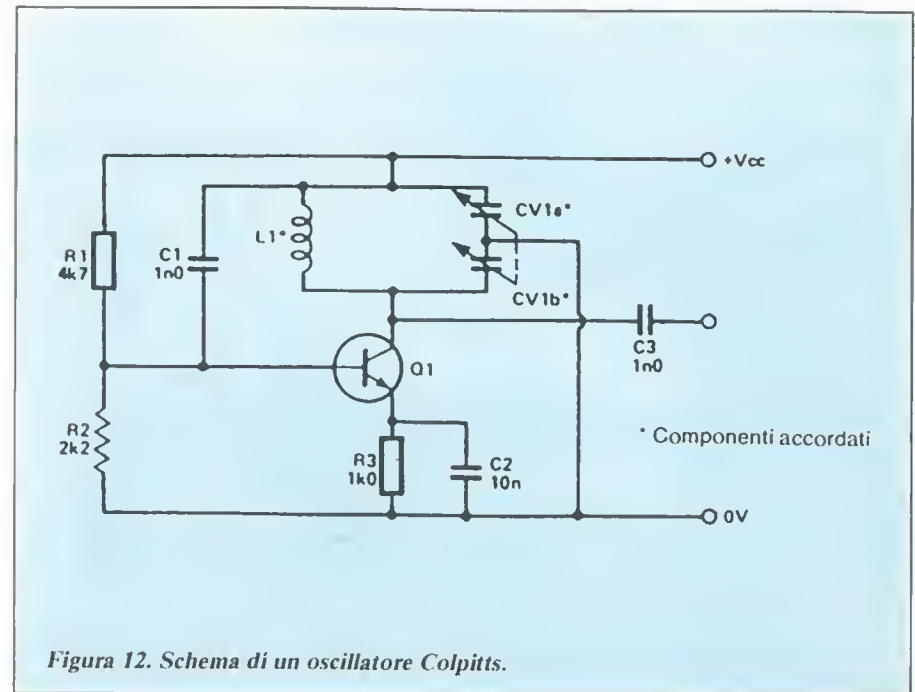 +Vcc
CV1a*
L1*
R1
4k7
C1
1n0
CV1b*
C3
1n0
Q1
* Componenti accordati
R2
2k2
R3
1k0
C2
10n
0V
Figura 12. Schema di un oscillatore Colpitts.